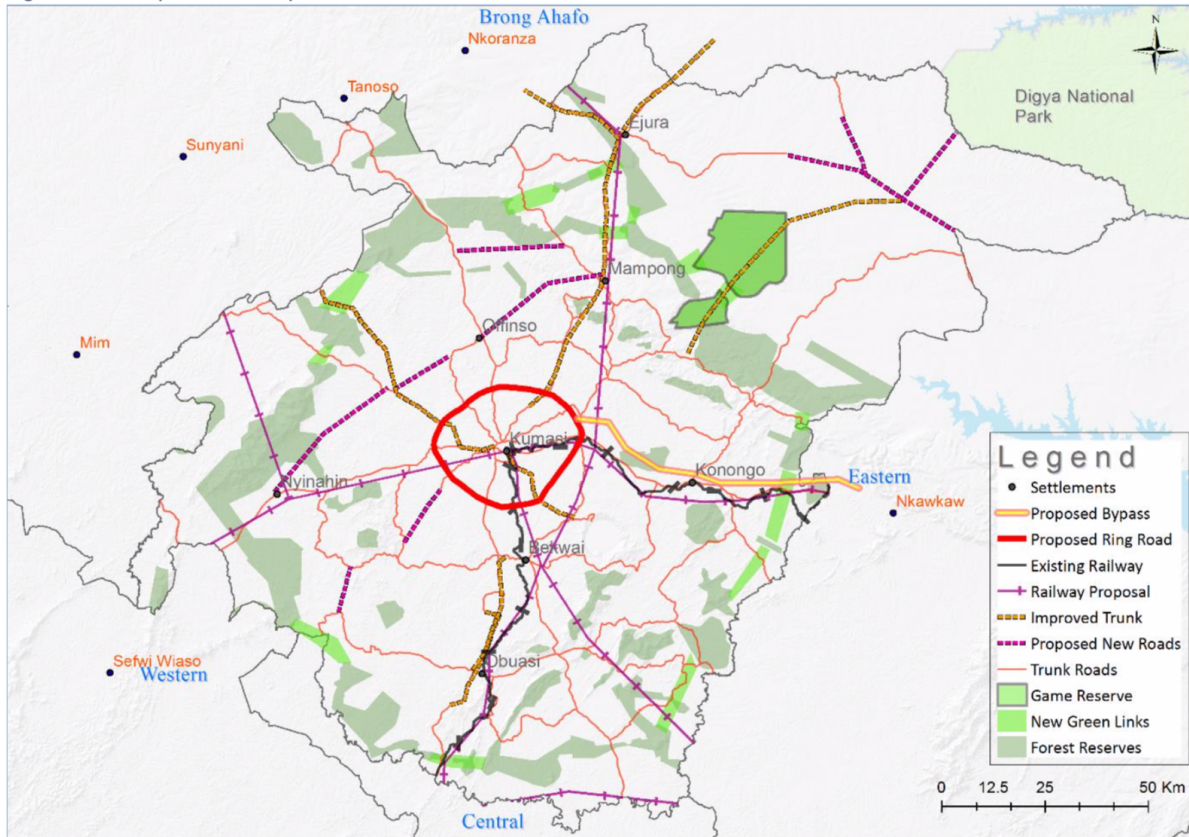 Brong Ahafo
Nkoranza
N
Tanoso
Digya National
Park
Ejura
Sunyani
Mampong
Offinso
Mim
Kumasi
Konongo
Eastern
Nyinahin
Nkawkaw
Bekwai
Sefwi Wiaso
Western
Obuasi
Central
Legend
Settlements
Proposed Bypass
Proposed Ring Road
Existing Railway
Railway Proposal
Improved Trunk
Proposed New Roads
Trunk Roads
Game Reserve
New Green Links
Forest Reserves
0 12.5 25 50 Km